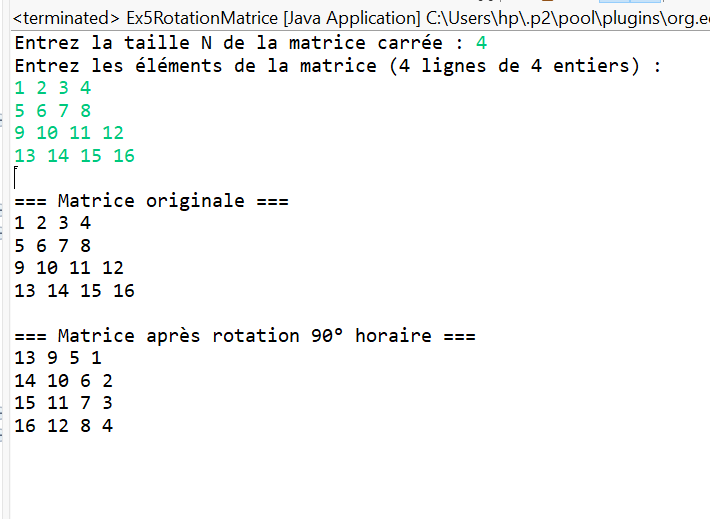 <terminated> Ex5RotationMatrice [Java Application] C:\Users\hp\.p2\pool\plugins\org.ec
Entrez la taille N de la matrice carrée : 4
Entrez les éléments de la matrice (4 lignes de 4 entiers) :
1 2 3 4
5 6 7 8
9 10 11 12
13 14 15 16
=== Matrice originale ===
1 2 3 4
5 6 7 8
9 10 11 12
13 14 15 16
=== Matrice après rotation 90° horaire ===
13 9 5 1
14 10 6 2
15 11 7 3
16 12 8 4